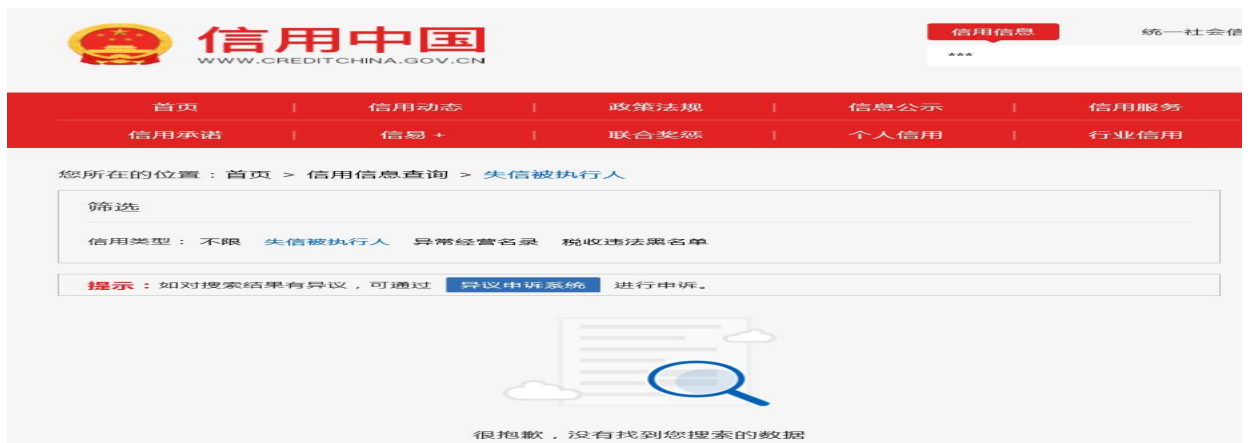 信用中国
WWW.CREDITCHINA.GOV.CN
信用信息 统一社会信
***
首页 | 信用动态 | 政策法规 | 信息公示 | 信用服务
信用承诺 | 信易+ | 联合奖惩 | 个人信用 | 行业信用
您所在的位置：首页 > 信用信息查询 > 失信被执行人
筛选
信用类型： 不限 失信被执行人 异常经营名录 税收违法黑名单
提示：如对搜索结果有异议，可通过 异议申诉系统 进行申诉。
很抱歉，没有找到您搜索的数据